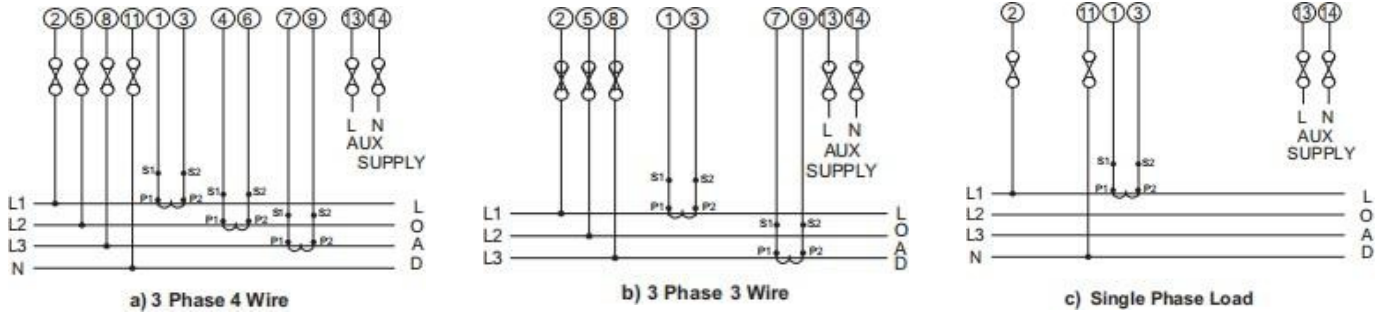 2 5 8 11 1 3 4 6 7 9 13 14
L N
AUX
SUPPLY
S1 S2
S1 S2
S1 S2
L1 P1 P2 L
L2 P1 P2 O
L3 P1 P2 A
N D
a) 3 Phase 4 Wire
2 5 8 1 3 7 9 13 14
L N
AUX
SUPPLY
S1 S2
L1 P1 P2 L
S1 S2
L2 O
A
L3 P1 P2 D
b) 3 Phase 3 Wire
2 11 1 3 13 14
L N
AUX
SUPPLY
S1 S2
L1 P1 P2 L
L2 O
L3 A
N D
c) Single Phase Load